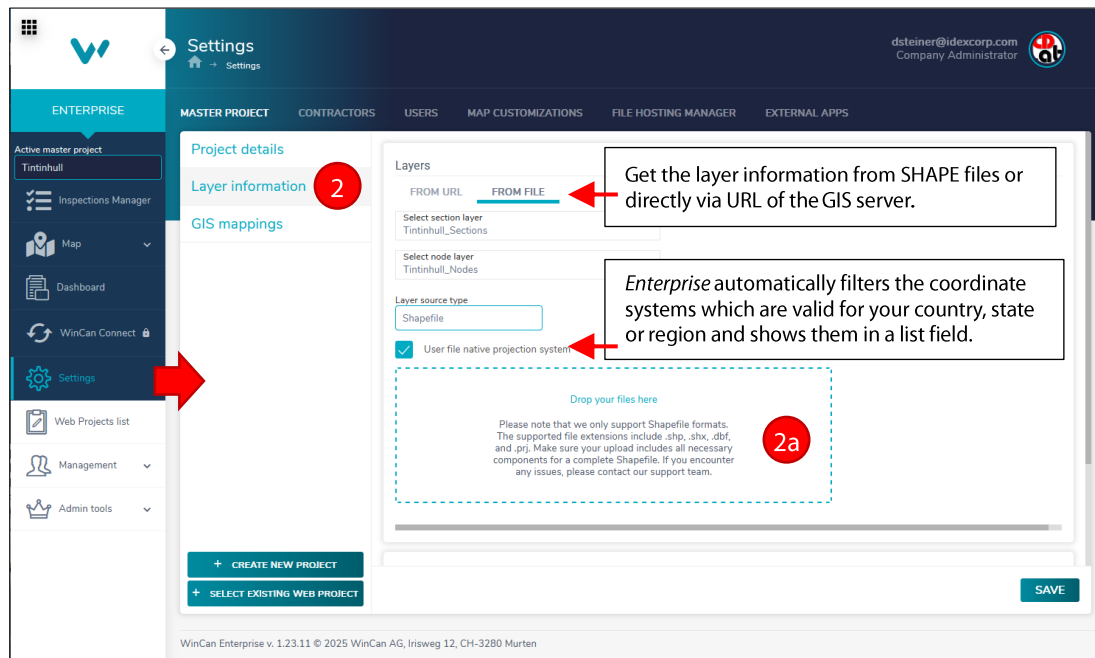 Settings
→ Settings
dsteiner@idexcorp.com
Company Administrator
ENTERPRISE
MASTER PROJECT
CONTRACTORS
USERS
MAP CUSTOMIZATIONS
FILE HOSTING MANAGER
EXTERNAL APPS
Active master project
Tintinhull
Inspections Manager
Map
Dashboard
WinCan Connect
Settings
Web Projects list
Management
Admin tools
Project details
Layer information
2
GIS mappings
Layers
FROM URL
FROM FILE
Get the layer information from SHAPE files or
directly via URL of the GIS server.
Select section layer
Tintinhull_Sections
Select node layer
Tintinhull_Nodes
Enterprise automatically filters the coordinate
systems which are valid for your country, state
or region and shows them in a list field.
Layer source type
Shapefile
User file native projection system
Drop your files here
Please note that we only support Shapefile formats.
The supported file extensions include .shp, .shx, .dbf,
and .prj. Make sure your upload includes all necessary
components for a complete Shapefile. If you encounter
any issues, please contact our support team.
2a
+ CREATE NEW PROJECT
+ SELECT EXISTING WEB PROJECT
SAVE
WinCan Enterprise v. 1.23.11 © 2025 WinCan AG, Irisweg 12, CH-3280 Murten